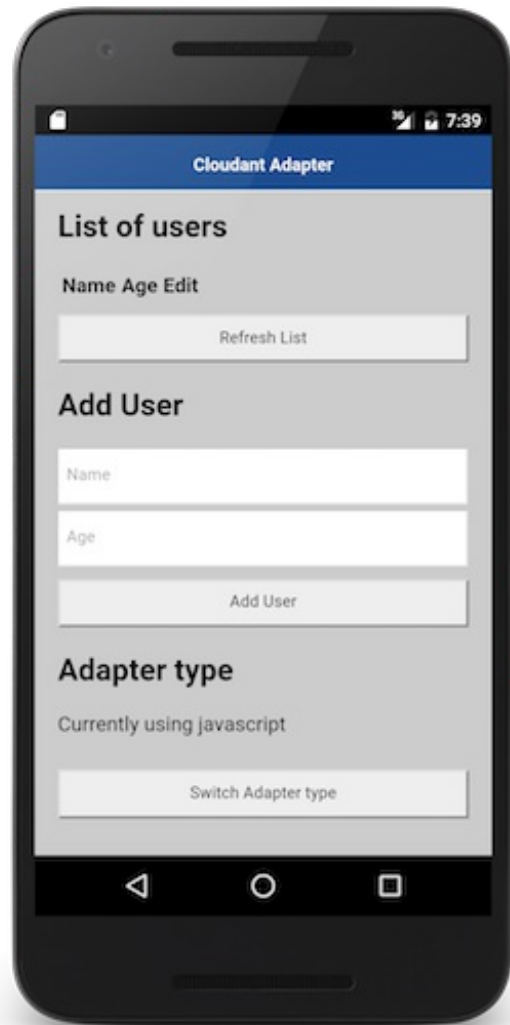 3G 7:39
Cloudant Adapter
List of users
Name Age Edit
Refresh List
Add User
Name
Age
Add User
Adapter type
Currently using javascript
Switch Adapter type